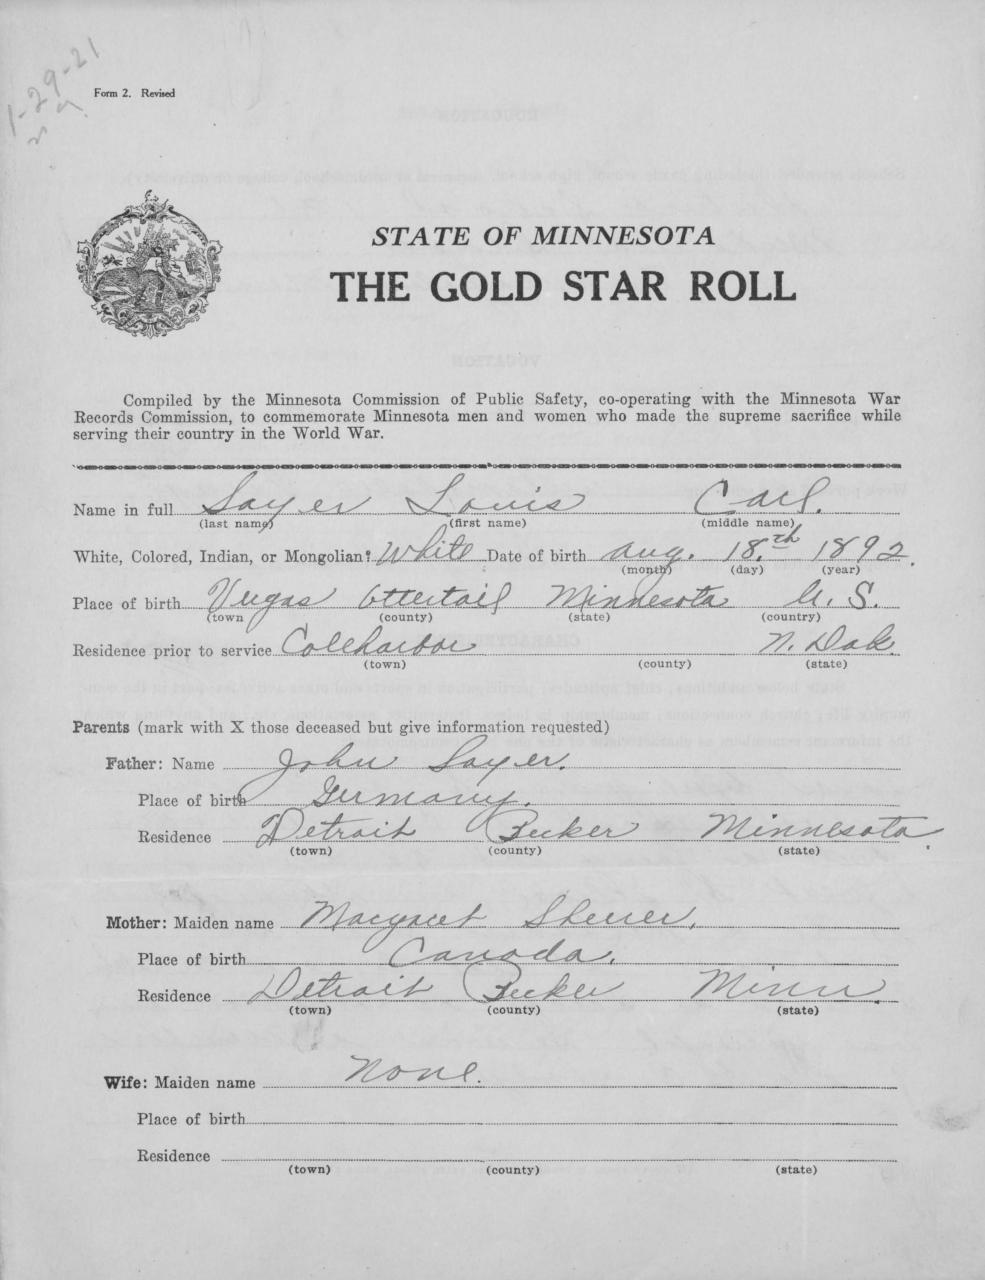 1-29-21
Form 2. Revised
STATE OF MINNESOTA
THE GOLD STAR ROLL
Compiled by the Minnesota Commission of Public Safety, co-operating with the Minnesota War
Records Commission, to commemorate Minnesota men and women who made the supreme sacrifice while
serving their country in the World War.
Name in full Sayer Louis Carl.
(last name) (first name) (middle name)
White, Colored, Indian, or Mongolian? White Date of birth Aug. 18.th 1892.
(month) (day) (year)
Place of birth Vergas Ottertail Minnesota U. S.
(town (county) (state) (country)
Residence prior to service Coleharbor N. Dak.
(town) (county) (state)
Parents (mark with X those deceased but give information requested)
Father: Name John Sayer.
Place of birth Germany.
Residence Detroit Becker Minnesota.
(town) (county) (state)
Mother: Maiden name Margaret
Place of birth Canada.
Residence Detroit Becker Minn.
(town) (county) (state)
Wife: Maiden name None.
Place of birth
Residence
(town) (county) (state)